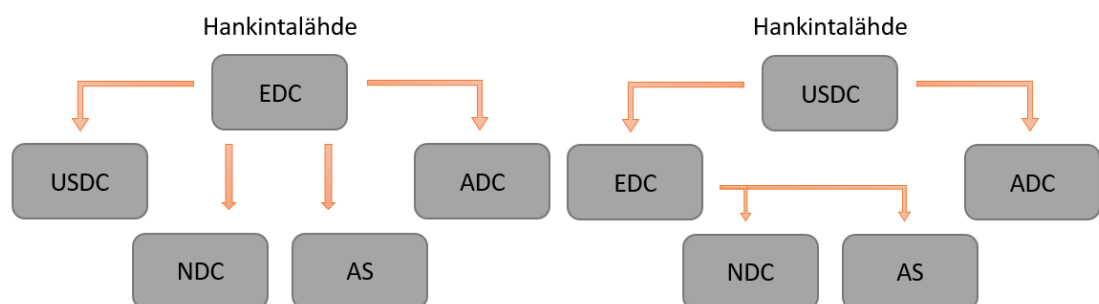 Hankintalähde
EDC
USDC
ADC
NDC
AS
Hankintalähde
USDC
EDC
ADC
NDC
AS